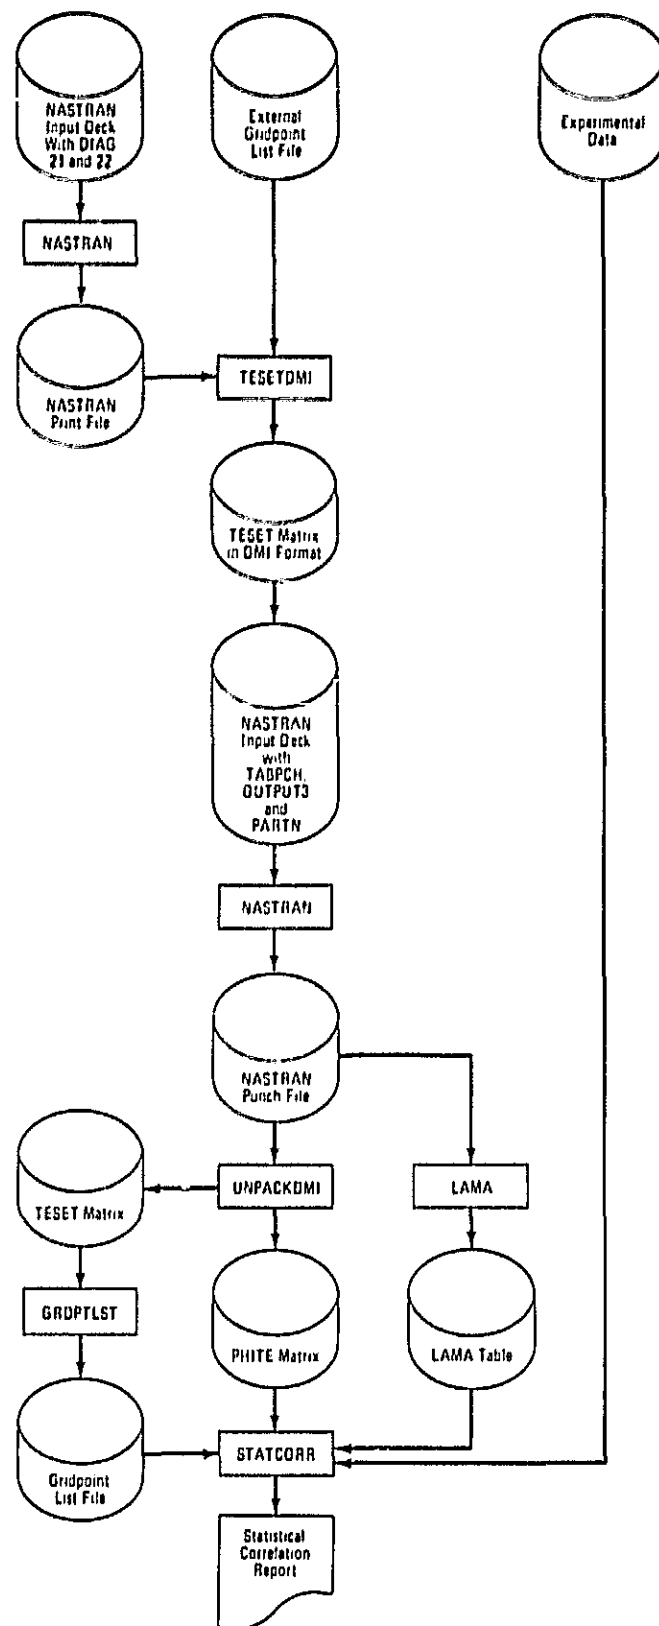 NASTRAN
Input Deck
With DIAG
21 and 22
External
Gridpoint
List File
Experimental
Data
NASTRAN
NASTRAN
Print File
TESETDMI
TESET Matrix
in DMI Format
NASTRAN
Input Deck
with
TABPCH,
OUTPUT3
and
PARTN
NASTRAN
NASTRAN
Punch File
TESET Matrix
UNPACKDMI
LAMA
GRDPTLST
PHITE Matrix
LAMA Table
Gridpoint
List File
STATCORR
Statistical
Correlation
Report